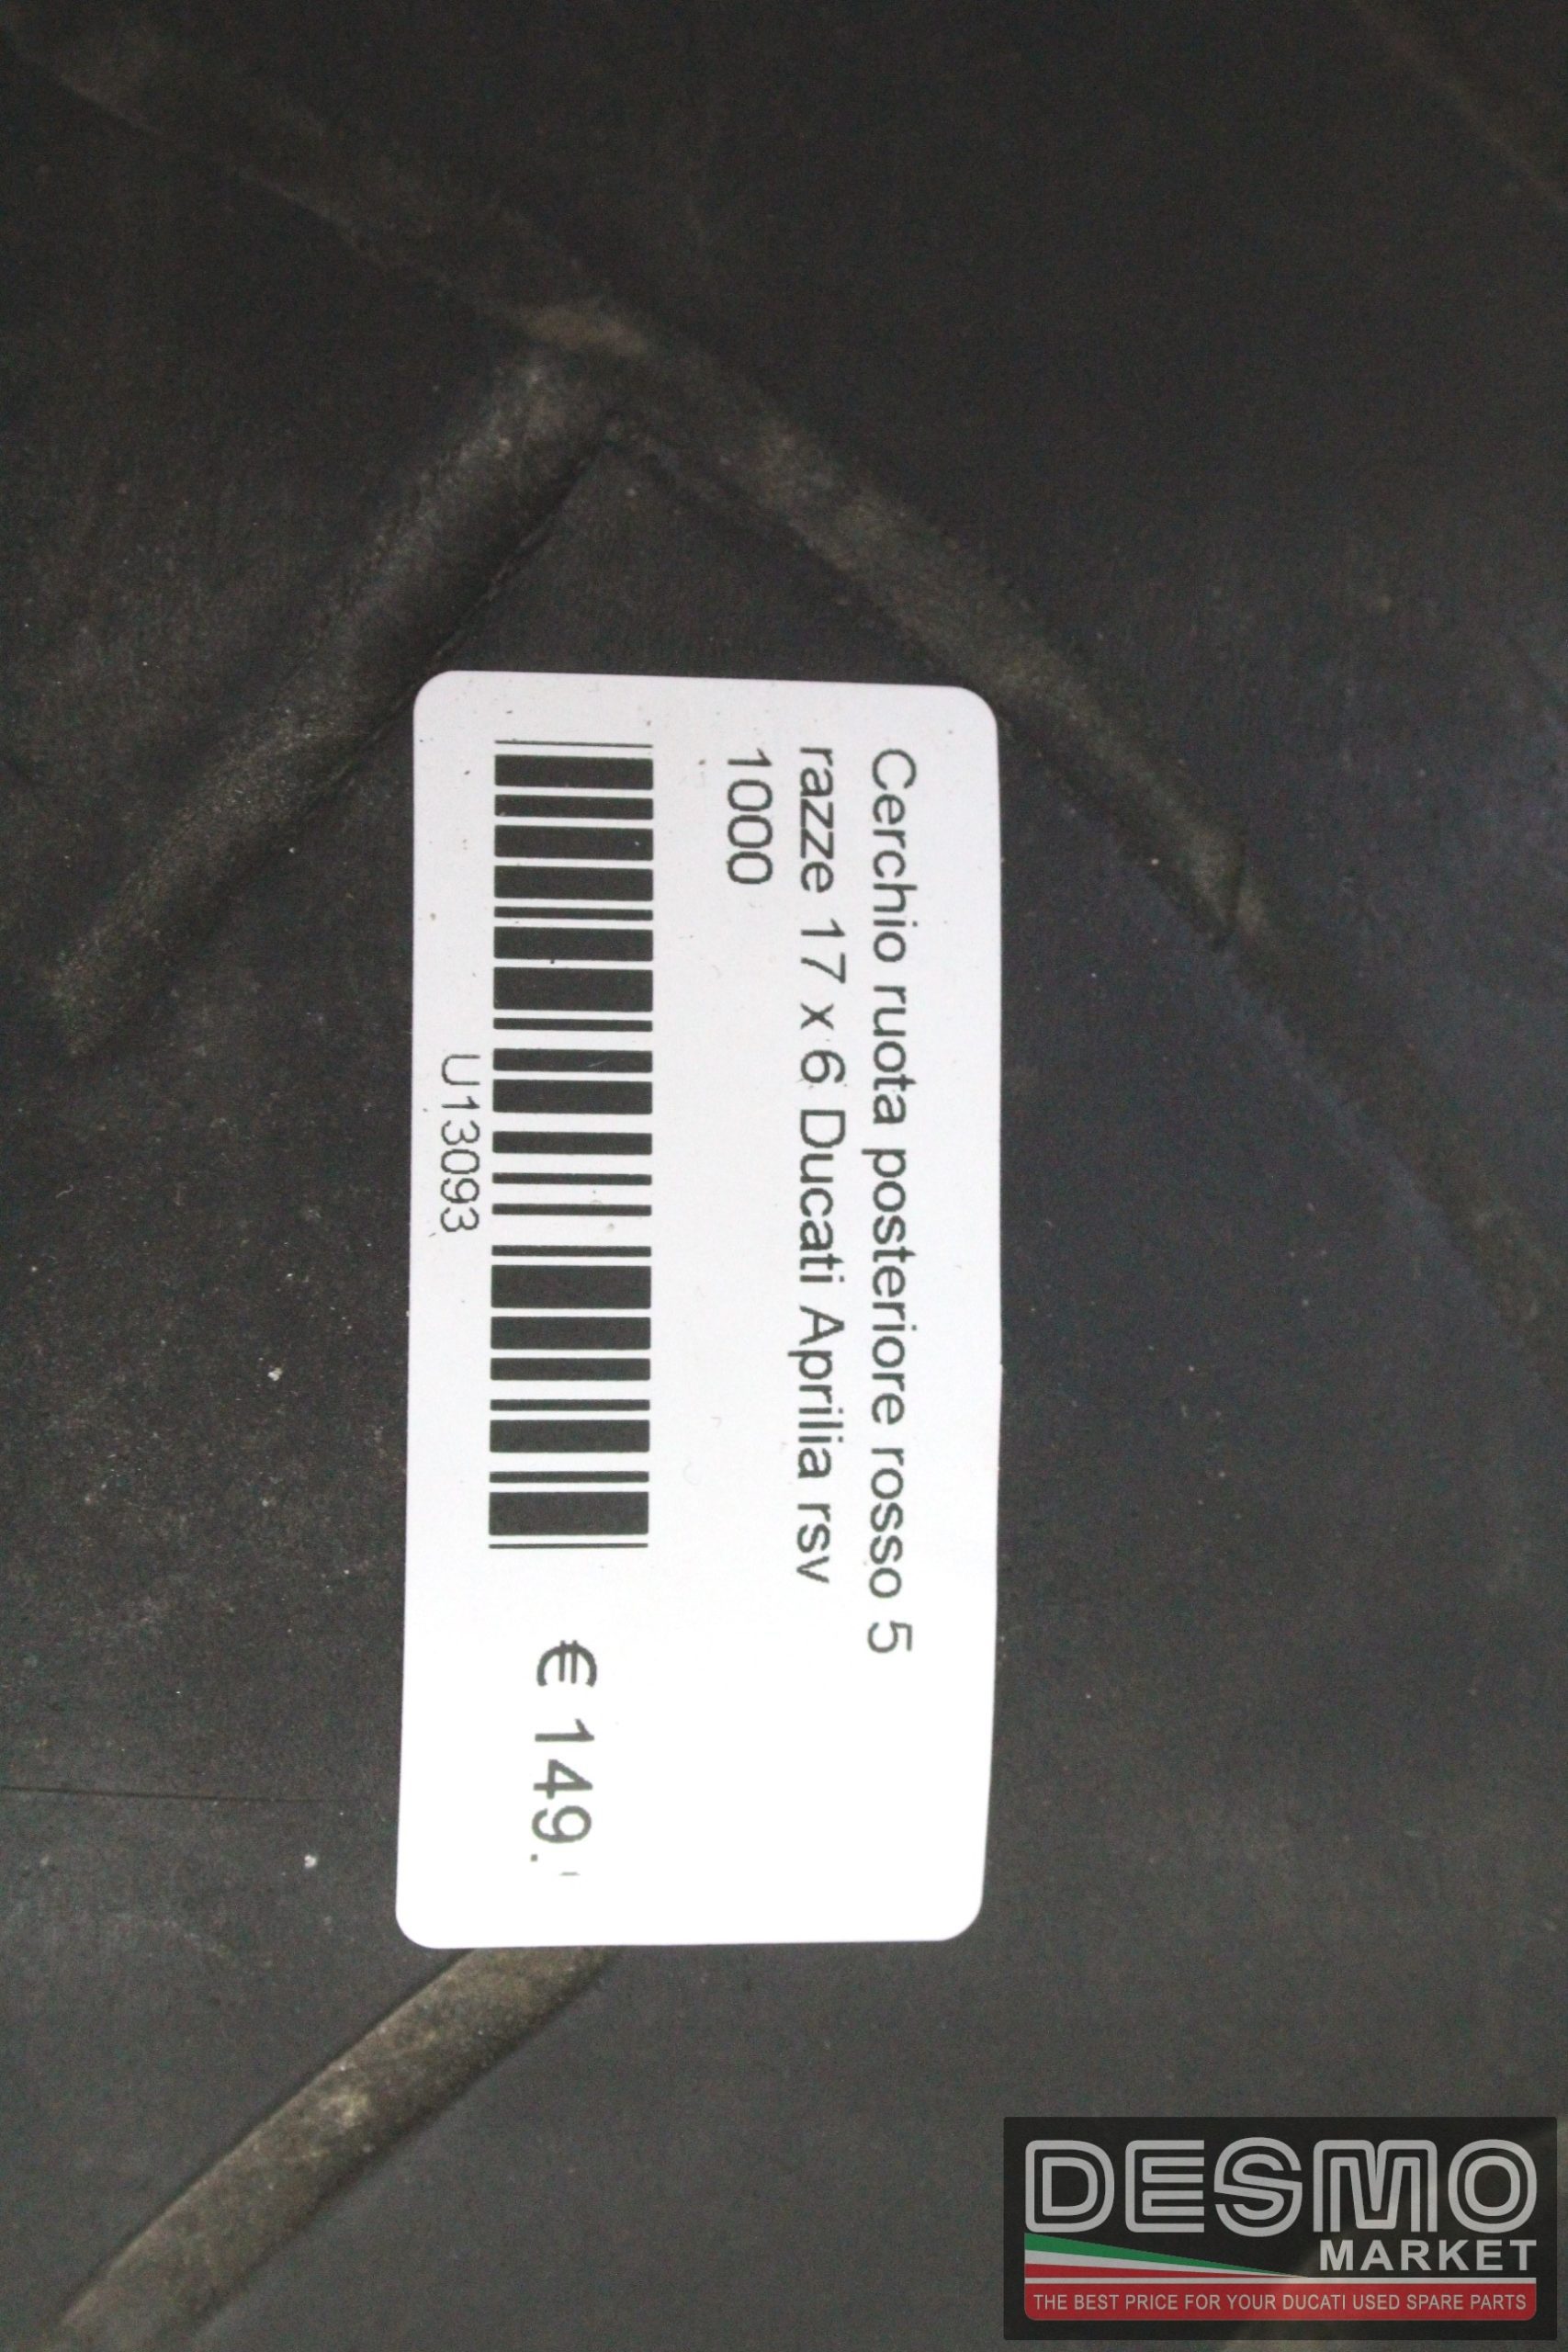 Cerchio ruota posteriore rosso 5
razze 17 x 6 Ducati Aprilia rsv
1000
U13093
€ 149.
DESMO
MARKET
THE BEST PRICE FOR YOUR DUCATI USED SPARE PARTS